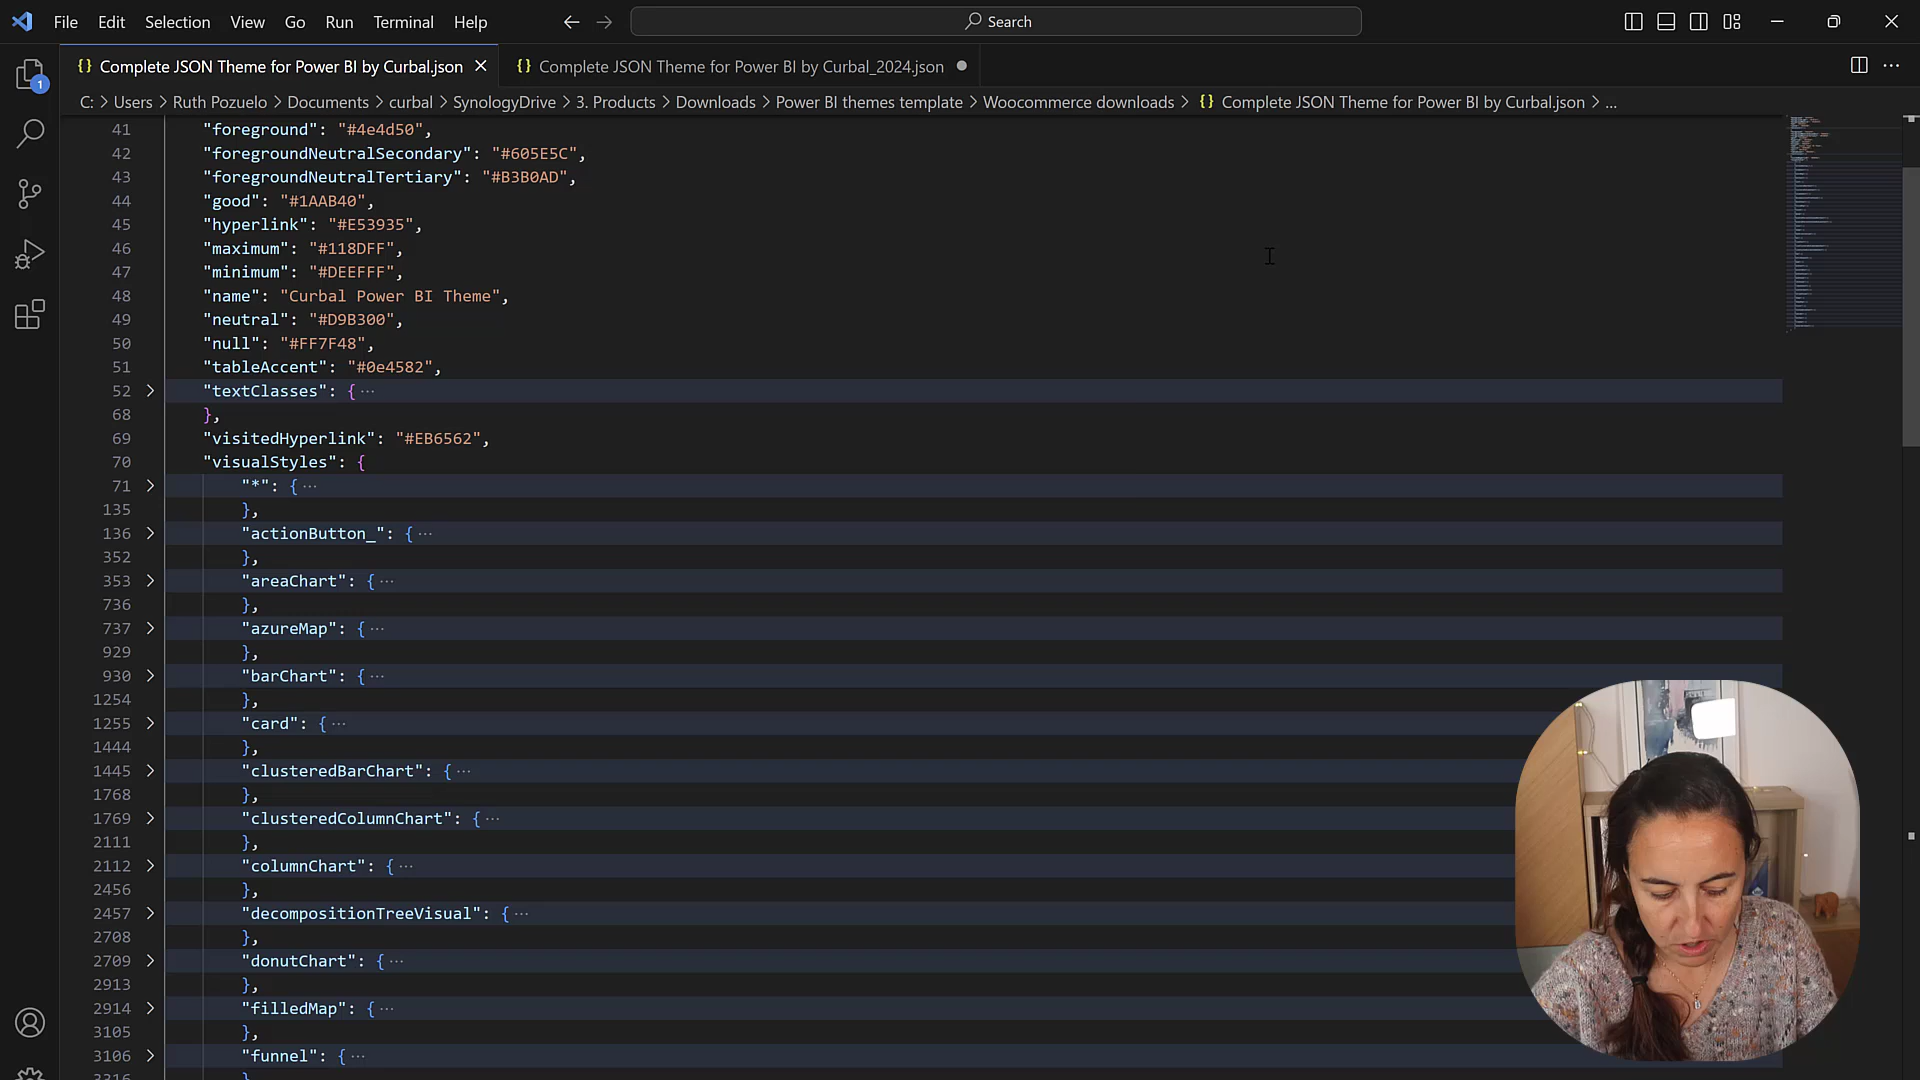 File Edit Selection View Go Run Terminal Help Search
Complete JSON Theme for Power BI by Curbal.json Complete JSON Theme for Power BI by Curbal_2024.json
C: > Users > Ruth Pozuelo > Documents > curbal > SynologyDrive > 3. Products > Downloads > Power BI themes template > Woocommerce downloads > {} Complete JSON Theme for Power BI by Curbal.json > ...
1
41 "foreground": "#4e4d50",
42 "foregroundNeutralSecondary": "#605E5C",
43 "foregroundNeutralTertiary": "#B3B0AD",
44 "good": "#1AAB40",
45 "hyperlink": "#E53935",
46 "maximum": "#118DFF",
47 "minimum": "#DEEFFF",
48 "name": "Curbal Power BI Theme",
49 "neutral": "#D9B300",
50 "null": "#FF7F48",
51 "tableAccent": "#0e4582",
52 "textClasses": { ...
68 },
69 "visitedHyperlink": "#EB6562",
70 "visualStyles": {
71 "*": { ...
135 },
136 "actionButton_": { ...
352 },
353 "areaChart": { ...
736 },
737 "azureMap": { ...
929 },
930 "barChart": { ...
1254 },
1255 "card": { ...
1444 },
1445 "clusteredBarChart": { ...
1768 },
1769 "clusteredColumnChart": { ...
2111 },
2112 "columnChart": { ...
2456 },
2457 "decompositionTreeVisual": { ...
2708 },
2709 "donutChart": { ...
2913 },
2914 "filledMap": { ...
3105 },
3106 "funnel": { ...